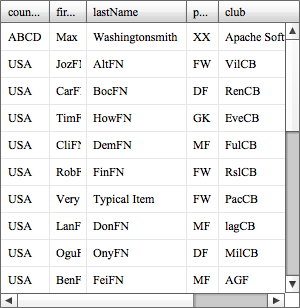 coun... fir... lastName p... club
ABCD Max Washingtonsmith XX Apache Soft
USA JozFI AltFN FW VilCB
USA CarF BocFN DF RenCB
USA TimF HowFN GK EveCB
USA CliFN DemFN MF FulCB
USA RobF FinFN FW RslCB
USA Very Typical Item FW PacCB
USA LanF DonFN MF lagCB
USA OguF OnyFN DF MilCB
USA BenF FeiFN MF AGF